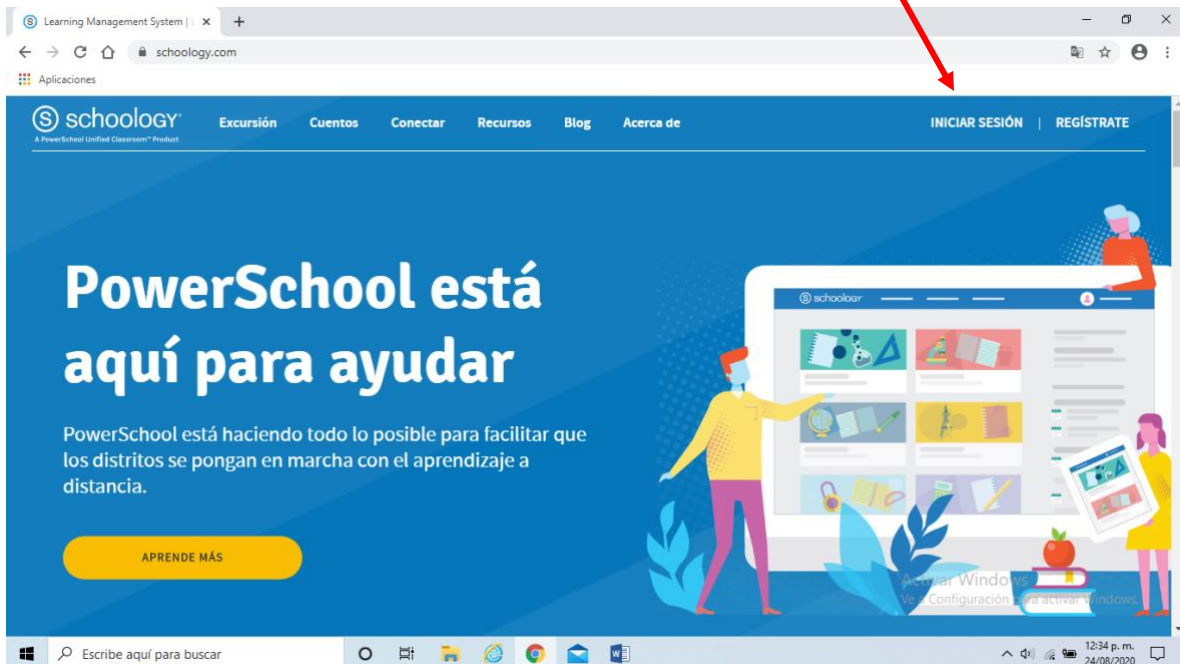 Learning Management System |
schoology.com
Aplicaciones
schoology
A PowerSchool Unified Classroom™ Product
Excursión Cuentos Conectar Recursos Blog Acerca de
INICIAR SESIÓN | REGÍSTRATE
PowerSchool está
aquí para ayudar
PowerSchool está haciendo todo lo posible para facilitar que
los distritos se pongan en marcha con el aprendizaje a
distancia.
APRENDE MÁS
schoology
Activar Windows
Ve a Configuración para activar Windows.
Escribe aquí para buscar
12:34 p. m.
24/08/2020